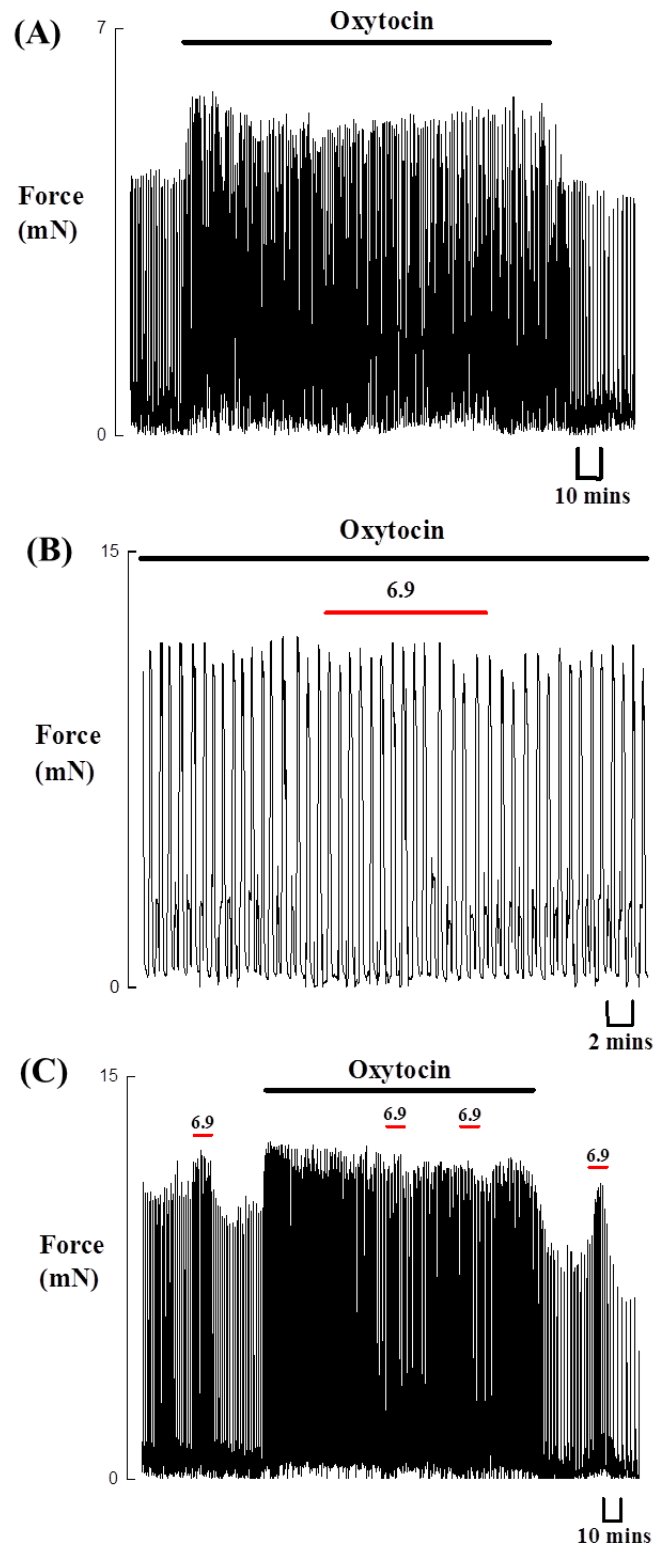 (A)
7
Oxytocin
Force
(mN)
0
10 mins
(B)
Oxytocin
15
6.9
Force
(mN)
0
2 mins
(C)
Oxytocin
15
6.9
6.9
6.9
6.9
Force
(mN)
0
10 mins